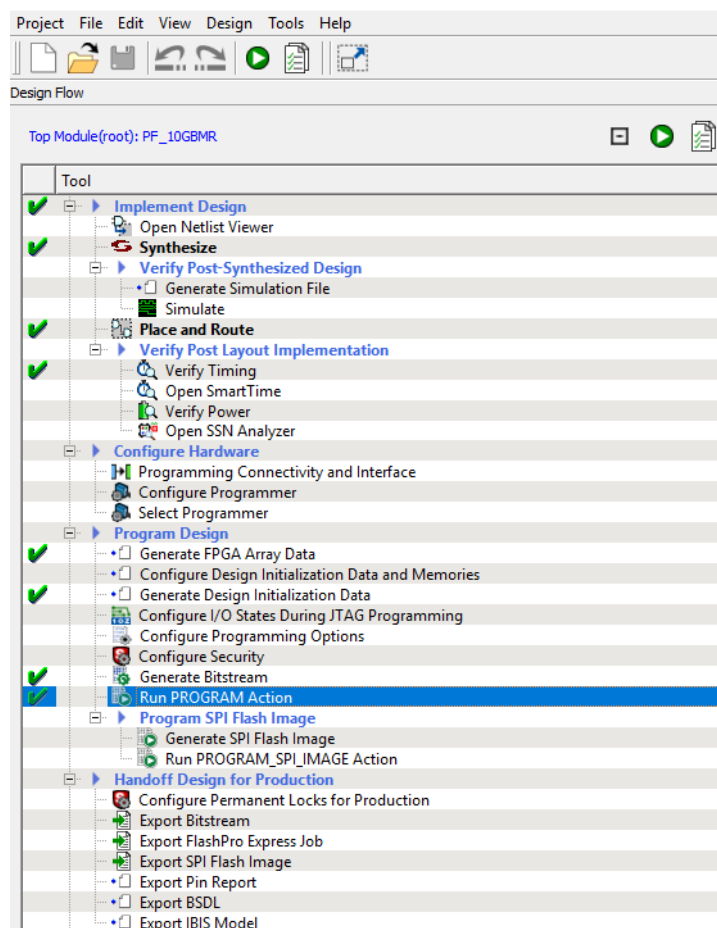 Project File Edit View Design Tools Help
Design Flow
Top Module(root): PF_10GBMR
Tool
Implement Design
Open Netlist Viewer
Synthesize
Verify Post-Synthesized Design
Generate Simulation File
Simulate
Place and Route
Verify Post Layout Implementation
Verify Timing
Open SmartTime
Verify Power
Open SSN Analyzer
Configure Hardware
Programming Connectivity and Interface
Configure Programmer
Select Programmer
Program Design
Generate FPGA Array Data
Configure Design Initialization Data and Memories
Generate Design Initialization Data
Configure I/O States During JTAG Programming
Configure Programming Options
Configure Security
Generate Bitstream
Run PROGRAM Action
Program SPI Flash Image
Generate SPI Flash Image
Run PROGRAM_SPI_IMAGE Action
Handoff Design for Production
Configure Permanent Locks for Production
Export Bitstream
Export FlashPro Express Job
Export SPI Flash Image
Export Pin Report
Export BSDL
Export IBIS Model